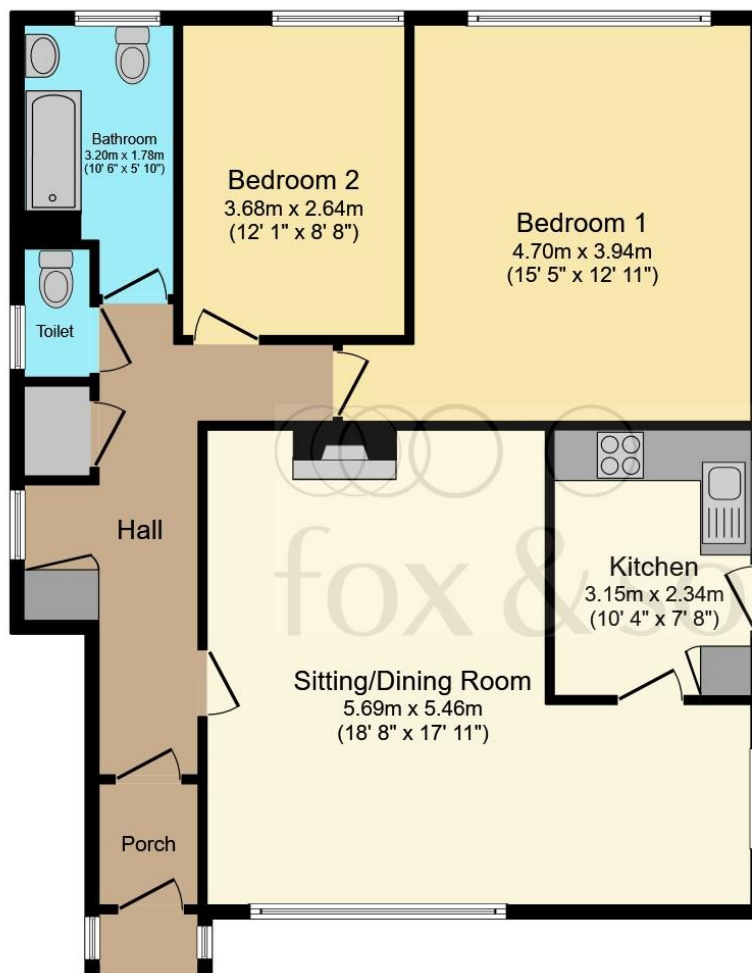 Bathroom
3.20m x 1.78m
(10' 6" x 5' 10")
Bedroom 2
3.68m x 2.64m
(12' 1" x 8' 8")
Bedroom 1
4.70m x 3.94m
(15' 5" x 12' 11")
Toilet
Hall
fox & so
Kitchen
3.15m x 2.34m
(10' 4" x 7' 8")
Sitting/Dining Room
5.69m x 5.46m
(18' 8" x 17' 11")
Porch